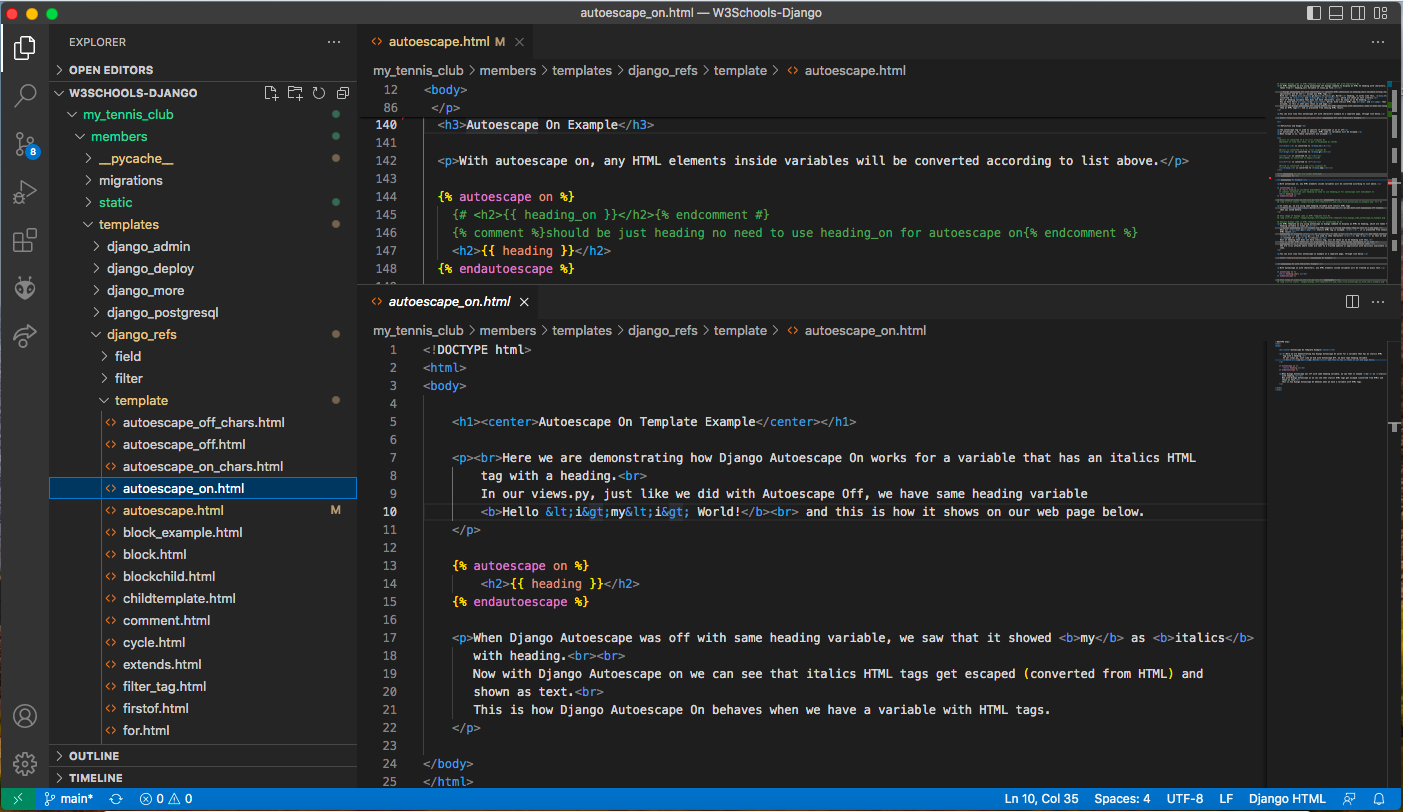 autoescape_on.html — W3Schools-Django
EXPLORER
OPEN EDITORS
W3SCHOOLS-DJANGO
my_tennis_club
members
__pycache__
migrations
static
templates
django_admin
django_deploy
django_more
django_postgresql
django_refs
field
filter
template
autoescape_off_chars.html
autoescape_off.html
autoescape_on_chars.html
autoescape_on.html
autoescape.html M
block_example.html
block.html
blockchild.html
childtemplate.html
comment.html
cycle.html
extends.html
filter_tag.html
firstof.html
for.html
OUTLINE
TIMELINE
8
autoescape.html M
my_tennis_club > members > templates > django_refs > template > autoescape.html
12 <body>
86 </p>
140 <h3>Autoescape On Example</h3>
141
142 <p>With autoescape on, any HTML elements inside variables will be converted according to list above.</p>
143
144 {% autoescape on %}
145 {# <h2>{{ heading_on }}</h2>{% endcomment #}
146 {% comment %}should be just heading no need to use heading_on for autoescape on{% endcomment %}
147 <h2>{{ heading }}</h2>
148 {% endautoescape %}
autoescape_on.html
my_tennis_club > members > templates > django_refs > template > autoescape_on.html
1 <!DOCTYPE html>
2 <html>
3 <body>
4
5 <h1><center>Autoescape On Template Example</center></h1>
6
7 <p><br>Here we are demonstrating how Django Autoescape On works for a variable that has an italics HTML
8 tag with a heading.<br>
9 In our views.py, just like we did with Autoescape Off, we have same heading variable
10 <b>Hello &lt;i&gt;my&lt;i&gt; World!</b><br> and this is how it shows on our web page below.
11 </p>
12
13 {% autoescape on %}
14 <h2>{{ heading }}</h2>
15 {% endautoescape %}
16
17 <p>When Django Autoescape was off with same heading variable, we saw that it showed <b>my</b> as <b>italics</b>
18 with heading.<br><br>
19 Now with Django Autoescape on we can see that italics HTML tags get escaped (converted from HTML) and
20 shown as text.<br>
21 This is how Django Autoescape On behaves when we have a variable with HTML tags.
22 </p>
23
24 </body>
25 </html>
main* 0 0 Ln 10, Col 35 Spaces: 4 UTF-8 LF Django HTML